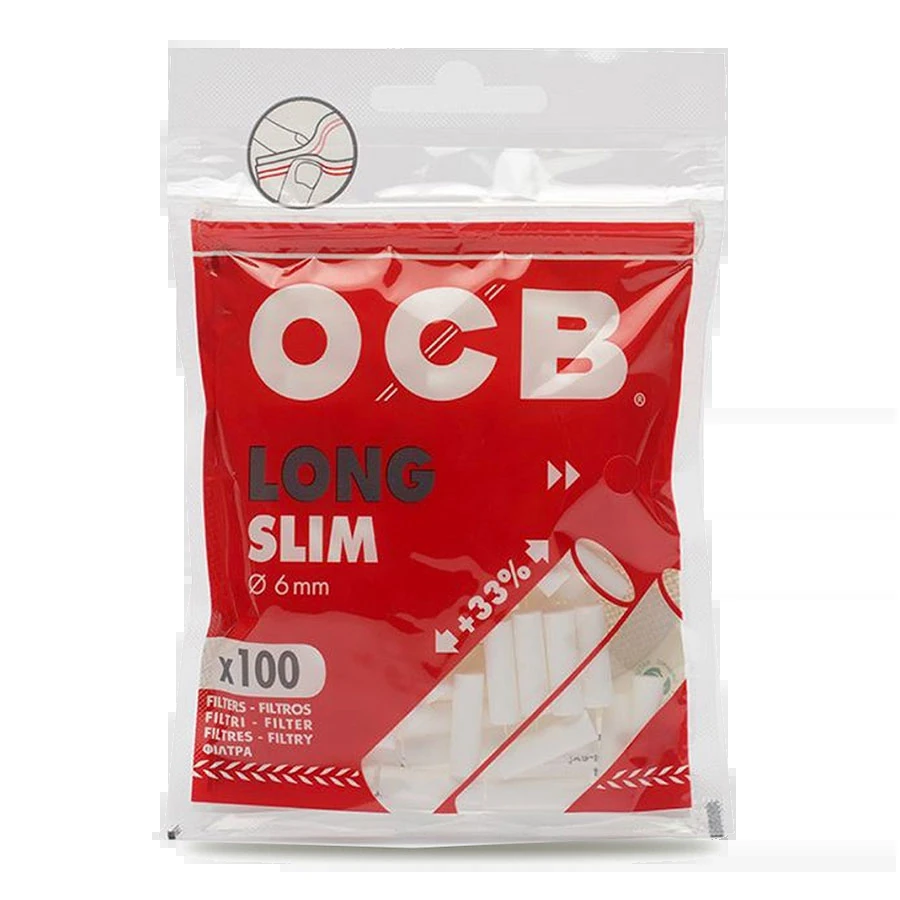 OCB®
LONG
SLIM
Ø 6mm
+33%
x100
FILTERS - FILTROS
FILTRI - FILTER
FILTRES - FILTRY
ΦΙΛΤΡΑ